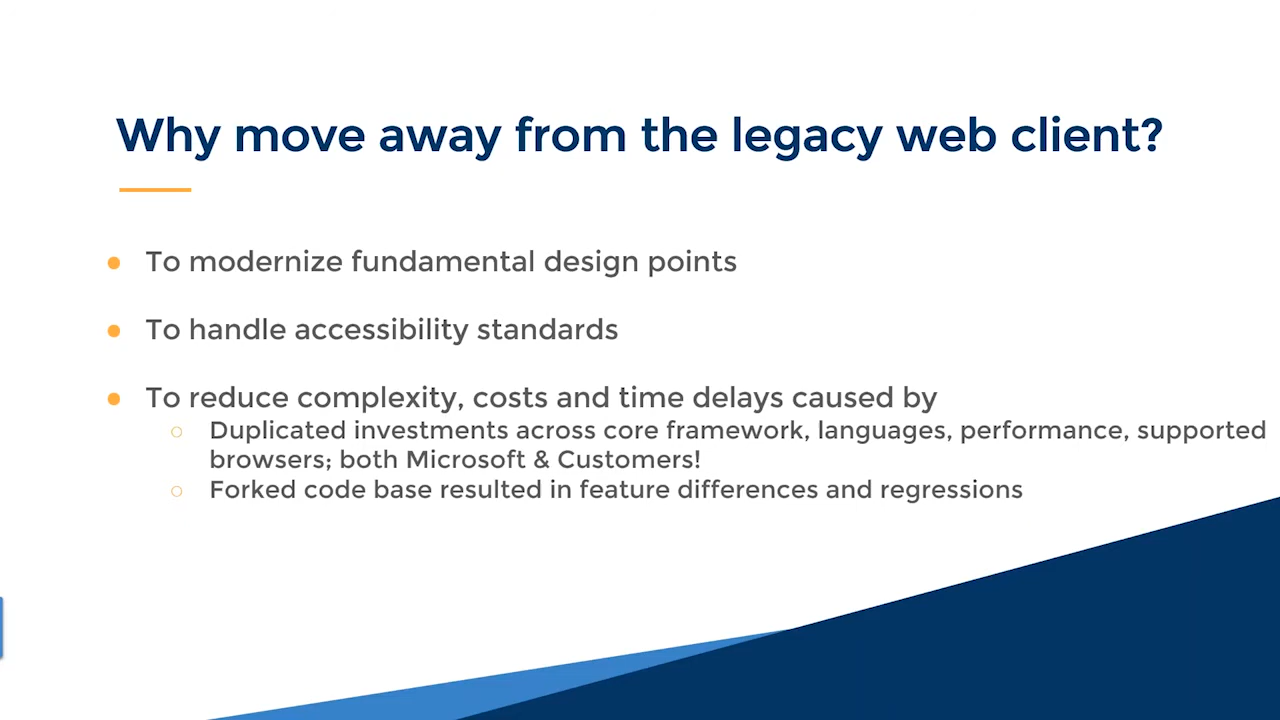 Why move away from the legacy web client?
● To modernize fundamental design points
● To handle accessibility standards
● To reduce complexity, costs and time delays caused by
○ Duplicated investments across core framework, languages, performance, supported
browsers; both Microsoft & Customers!
○ Forked code base resulted in feature differences and regressions